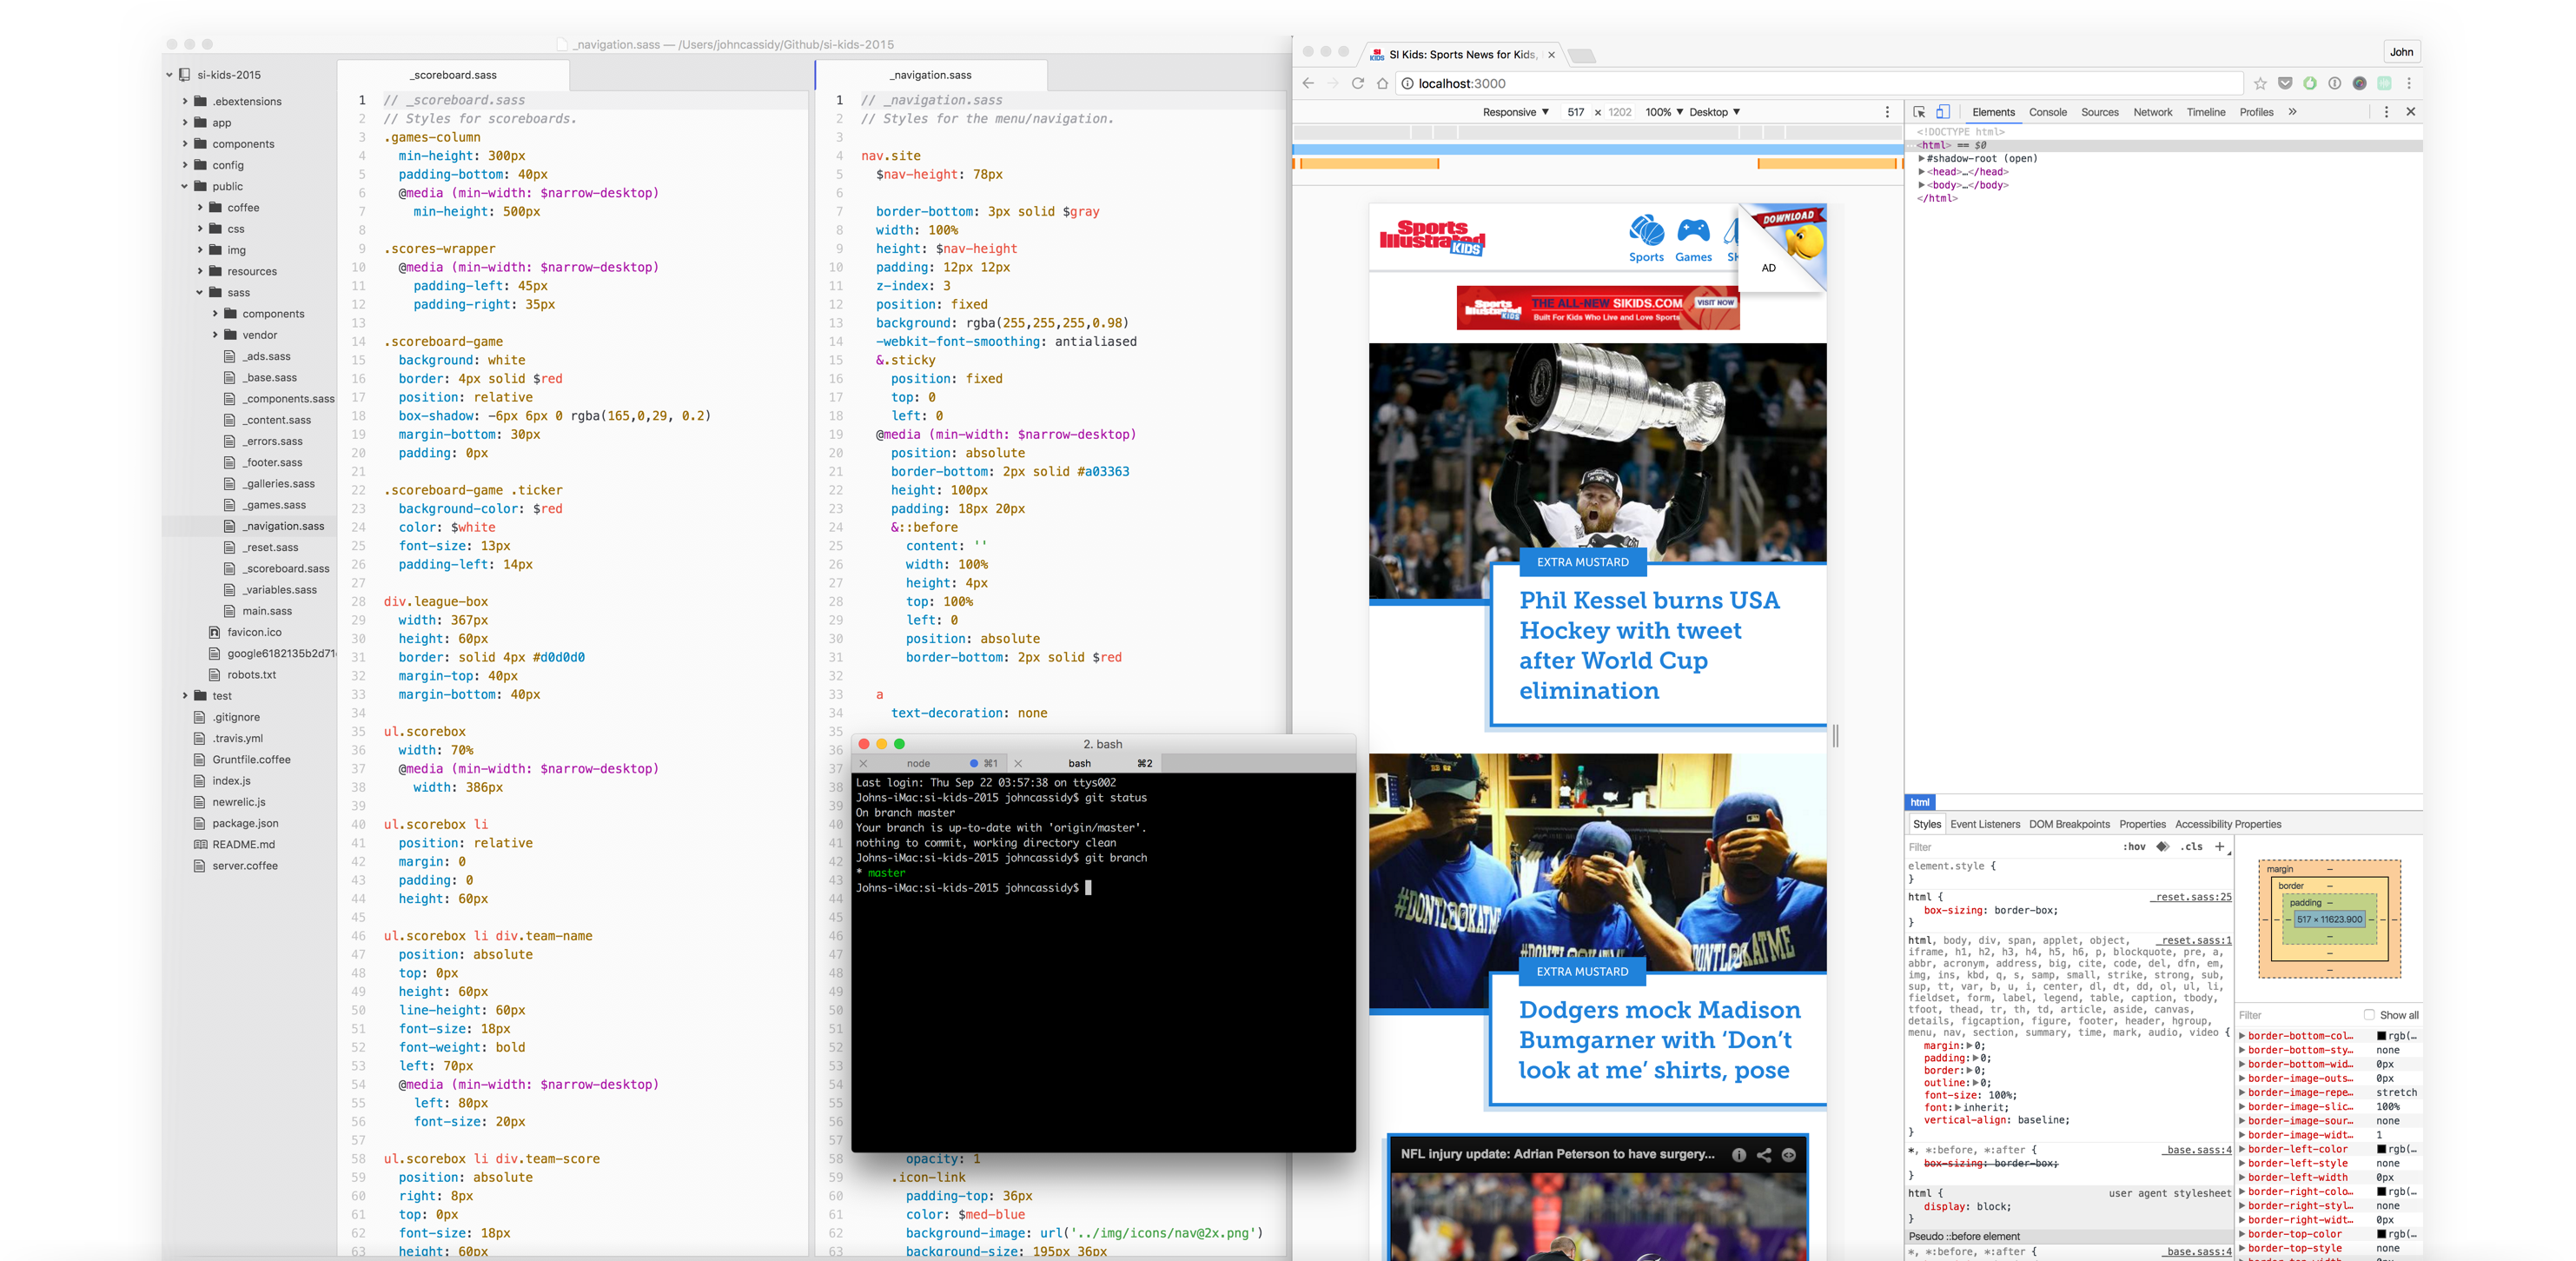 _navigation.sass — /Users/johncassidy/Github/si-kids-2015
si-kids-2015
.ebextensions
app
components
config
public
coffee
css
img
resources
sass
components
vendor
_ads.sass
_base.sass
_components.sass
_content.sass
_errors.sass
_footer.sass
_galleries.sass
_games.sass
_navigation.sass
_reset.sass
_scoreboard.sass
_variables.sass
main.sass
favicon.ico
google6182135b2d71
robots.txt
test
.gitignore
.travis.yml
Gruntfile.coffee
index.js
newrelic.js
package.json
README.md
server.coffee
_scoreboard.sass
1 // _scoreboard.sass
2 // Styles for scoreboards.
3 .games-column
4 min-height: 300px
5 padding-bottom: 40px
6 @media (min-width: $narrow-desktop)
7 min-height: 500px
8
9 .scores-wrapper
10 @media (min-width: $narrow-desktop)
11 padding-left: 45px
12 padding-right: 35px
13
14 .scoreboard-game
15 background: white
16 border: 4px solid $red
17 position: relative
18 box-shadow: -6px 6px 0 rgba(165,0,29, 0.2)
19 margin-bottom: 30px
20 padding: 0px
21
22 .scoreboard-game .ticker
23 background-color: $red
24 color: $white
25 font-size: 13px
26 padding-left: 14px
27
28 div.league-box
29 width: 367px
30 height: 60px
31 border: solid 4px #d0d0d0
32 margin-top: 40px
33 margin-bottom: 40px
34
35 ul.scorebox
36 width: 70%
37 @media (min-width: $narrow-desktop)
38 width: 386px
39
40 ul.scorebox li
41 position: relative
42 margin: 0
43 padding: 0
44 height: 60px
45
46 ul.scorebox li div.team-name
47 position: absolute
48 top: 0px
49 height: 60px
50 line-height: 60px
51 font-size: 18px
52 font-weight: bold
53 left: 70px
54 @media (min-width: $narrow-desktop)
55 left: 80px
56 font-size: 20px
57
58 ul.scorebox li div.team-score
59 position: absolute
60 right: 8px
61 top: 0px
62 font-size: 18px
63 height: 60px
_navigation.sass
1 // _navigation.sass
2 // Styles for the menu/navigation.
3
4 nav.site
5 $nav-height: 78px
6
7 border-bottom: 3px solid $gray
8 width: 100%
9 height: $nav-height
10 padding: 12px 12px
11 z-index: 3
12 position: fixed
13 background: rgba(255,255,255,0.98)
14 -webkit-font-smoothing: antialiased
15 &.sticky
16 position: fixed
17 top: 0
18 left: 0
19 @media (min-width: $narrow-desktop)
20 position: absolute
21 border-bottom: 2px solid #a03363
22 height: 100px
23 padding: 18px 20px
24 &::before
25 content: ''
26 width: 100%
27 height: 4px
28 top: 100%
29 left: 0
30 position: absolute
31 border-bottom: 2px solid $red
32
33 a
34 text-decoration: none
35
36
37
38
39
40
41
42
43
44
45
46
47
48
49
50
51
52
53
54
55
56
57
58 opacity: 1
59 .icon-link
60 padding-top: 36px
61 color: $med-blue
62 background-image: url('../img/icons/nav@2x.png')
63 background-size: 195px 36px
2. bash
node ⌘1 bash ⌘2
Last login: Thu Sep 22 03:57:38 on ttys002
Johns-iMac:si-kids-2015 johncassidy$ git status
On branch master
Your branch is up-to-date with 'origin/master'.
nothing to commit, working directory clean
Johns-iMac:si-kids-2015 johncassidy$ git branch
* master
Johns-iMac:si-kids-2015 johncassidy$
SI KIDS SI Kids: Sports News for Kids,
John
localhost:3000
Responsive 517 × 1202 100% Desktop
Sports Illustrated KIDS
Sports Games SK
DOWNLOAD
AD
Sports Illustrated KIDS THE ALL-NEW SIKIDS.COM VISIT NOW
Built For Kids Who Live and Love Sports
EXTRA MUSTARD
Phil Kessel burns USA
Hockey with tweet
after World Cup
elimination
#DONTLOOKATME
#DONTLOOKATME
DONTLOOKATME
EXTRA MUSTARD
Dodgers mock Madison
Bumgarner with ‘Don’t
look at me’ shirts, pose
NFL injury update: Adrian Peterson to have surgery...
Elements Console Sources Network Timeline Profiles »
<!DOCTYPE html>
<html> == $0
#shadow-root (open)
<head>…</head>
<body>…</body>
</html>
html
Styles Event Listeners DOM Breakpoints Properties Accessibility Properties
Filter :hov .cls +
element.style {
}
html { _reset.sass:25
box-sizing: border-box;
}
html, body, div, span, applet, object, _reset.sass:1
iframe, h1, h2, h3, h4, h5, h6, p, blockquote, pre, a,
abbr, acronym, address, big, cite, code, del, dfn, em,
img, ins, kbd, q, s, samp, small, strike, strong, sub,
sup, tt, var, b, u, i, center, dl, dt, dd, ol, ul, li,
fieldset, form, label, legend, table, caption, tbody,
tfoot, thead, tr, th, td, article, aside, canvas,
details, figcaption, figure, footer, header, hgroup,
menu, nav, section, summary, time, mark, audio, video {
margin: 0;
padding: 0;
border: 0;
outline: 0;
font-size: 100%;
font: inherit;
vertical-align: baseline;
}
*, *:before, *:after { _base.sass:4
box-sizing: border-box;
}
html { user agent stylesheet
display: block;
}
Pseudo ::before element
*, *:before, *:after { _base.sass:4
margin –
border –
padding –
517 × 11623.900
Filter Show all
border-bottom-col… rgb(…
border-bottom-sty… none
border-bottom-wid… 0px
border-image-outs… 0px
border-image-repe… stretch
border-image-slic… 100%
border-image-sour… none
border-image-widt… 1
border-left-color rgb(…
border-left-style none
border-left-width 0px
border-right-colo… rgb(…
border-right-styl… none
border-right-widt… 0px
border-top-color rgb(…
border-top-style none